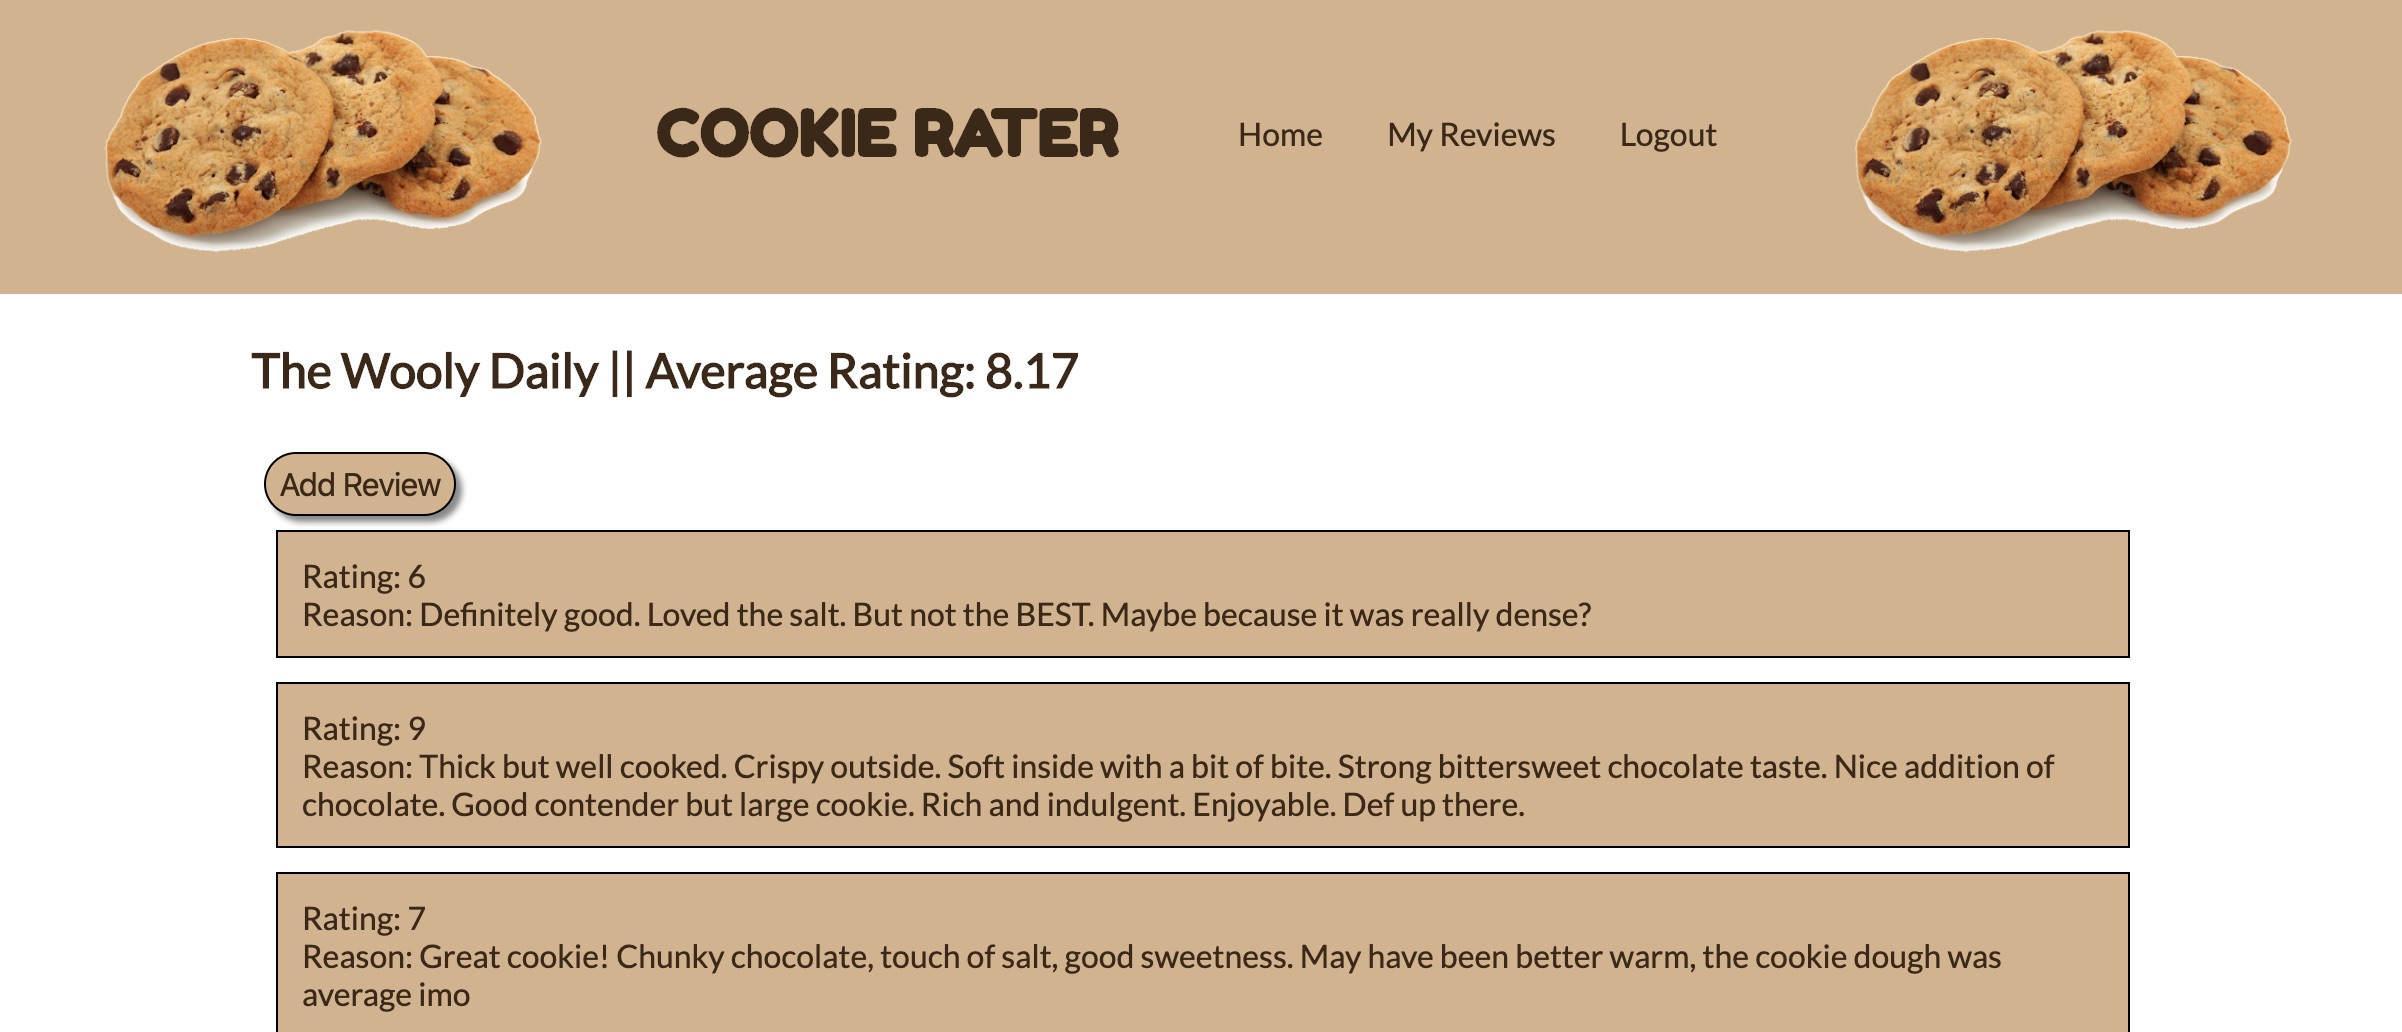 COOKIE RATER
Home
My Reviews
Logout
The Wooly Daily || Average Rating: 8.17
Add Review
Rating: 6
Reason: Definitely good. Loved the salt. But not the BEST. Maybe because it was really dense?
Rating: 9
Reason: Thick but well cooked. Crispy outside. Soft inside with a bit of bite. Strong bittersweet chocolate taste. Nice addition of
chocolate. Good contender but large cookie. Rich and indulgent. Enjoyable. Def up there.
Rating: 7
Reason: Great cookie! Chunky chocolate, touch of salt, good sweetness. May have been better warm, the cookie dough was
average imo